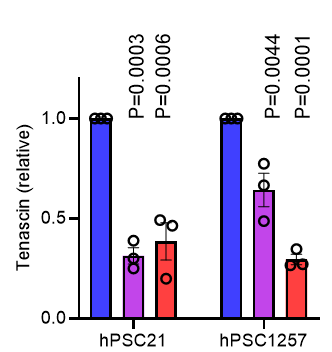 P=0.0003
P=0.0006
P=0.0044
P=0.0001
Tenascin (relative)
1.0
0.5
0.0
hPSC21
hPSC1257